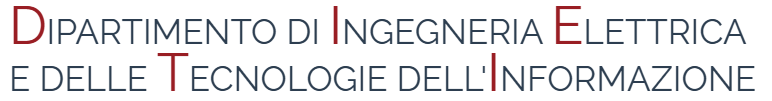 DIPARTIMENTO DI INGEGNERIA ELETTRICA
E DELLE TECNOLOGIE DELL'INFORMAZIONE